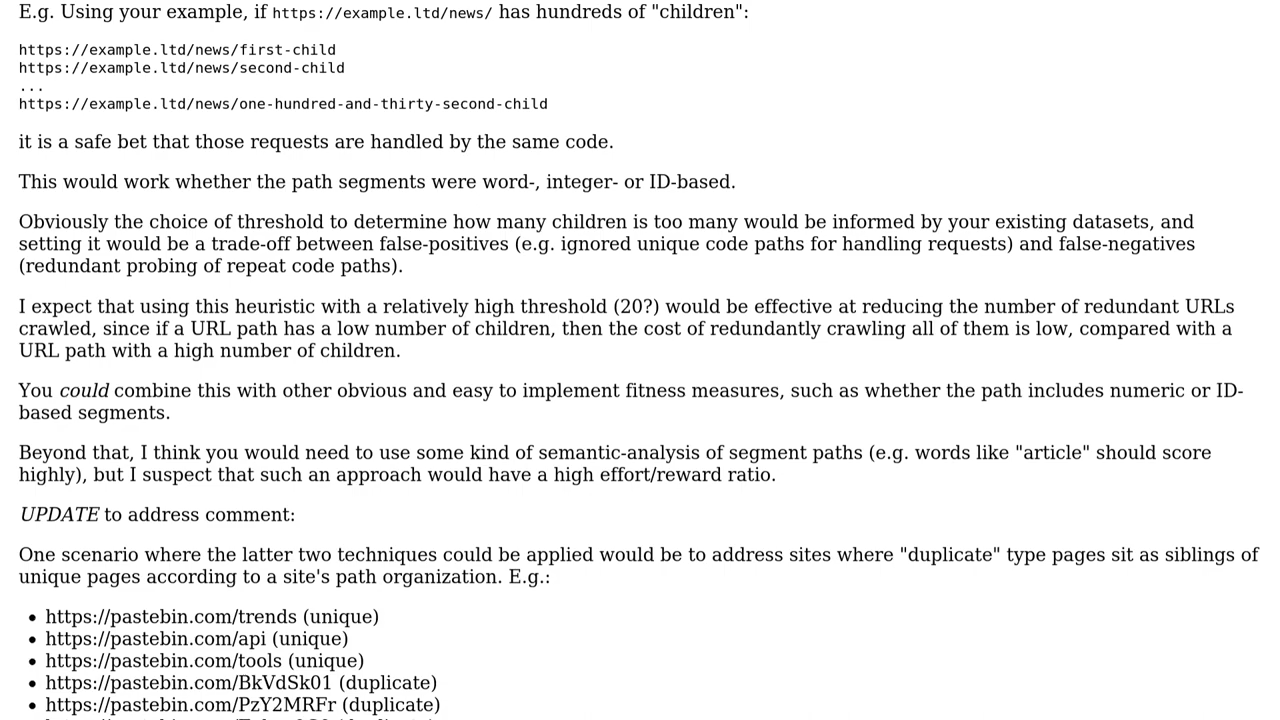 E.g. Using your example, if https://example.ltd/news/ has hundreds of "children":
https://example.ltd/news/first-child
https://example.ltd/news/second-child
...
https://example.ltd/news/one-hundred-and-thirty-second-child
it is a safe bet that those requests are handled by the same code.
This would work whether the path segments were word-, integer- or ID-based.
Obviously the choice of threshold to determine how many children is too many would be informed by your existing datasets, and
setting it would be a trade-off between false-positives (e.g. ignored unique code paths for handling requests) and false-negatives
(redundant probing of repeat code paths).
I expect that using this heuristic with a relatively high threshold (20?) would be effective at reducing the number of redundant URLs
crawled, since if a URL path has a low number of children, then the cost of redundantly crawling all of them is low, compared with a
URL path with a high number of children.
You could combine this with other obvious and easy to implement fitness measures, such as whether the path includes numeric or ID-
based segments.
Beyond that, I think you would need to use some kind of semantic-analysis of segment paths (e.g. words like "article" should score
highly), but I suspect that such an approach would have a high effort/reward ratio.
UPDATE to address comment:
One scenario where the latter two techniques could be applied would be to address sites where "duplicate" type pages sit as siblings of
unique pages according to a site's path organization. E.g.:
• https://pastebin.com/trends (unique)
• https://pastebin.com/api (unique)
• https://pastebin.com/tools (unique)
• https://pastebin.com/BkVdSk01 (duplicate)
• https://pastebin.com/PzY2MRFr (duplicate)